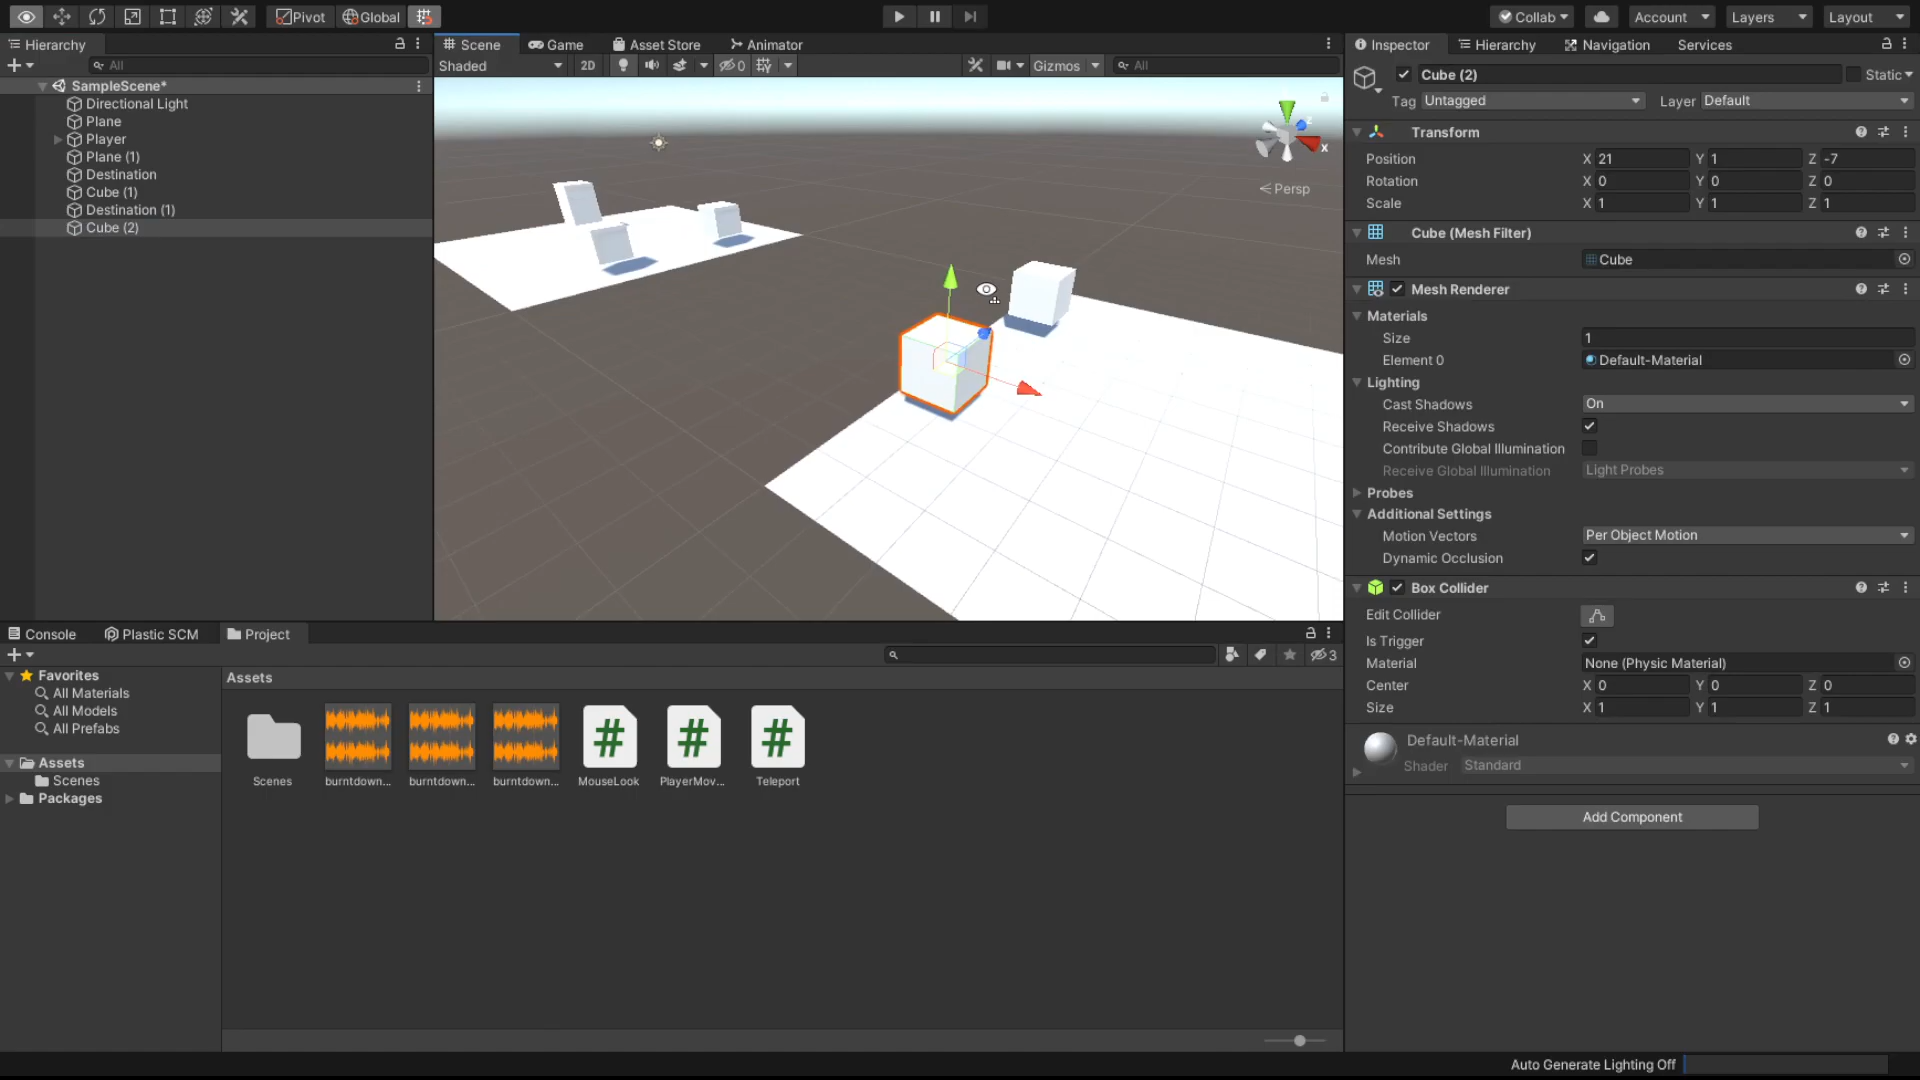 Pivot Global Collab Account Layers Layout
Hierarchy
All
SampleScene*
Directional Light
Plane
Player
Plane (1)
Destination
Cube (1)
Destination (1)
Cube (2)
Scene Game Asset Store Animator
Shaded 2D 0 Gizmos All
x
z
Persp
Inspector Hierarchy Navigation Services
Cube (2) Static
Tag Untagged Layer Default
Transform
Position X 21 Y 1 Z -7
Rotation X 0 Y 0 Z 0
Scale X 1 Y 1 Z 1
Cube (Mesh Filter)
Mesh Cube
Mesh Renderer
Materials
Size 1
Element 0 Default-Material
Lighting
Cast Shadows On
Receive Shadows
Contribute Global Illumination
Receive Global Illumination Light Probes
Probes
Additional Settings
Motion Vectors Per Object Motion
Dynamic Occlusion
Box Collider
Edit Collider
Is Trigger
Material None (Physic Material)
Center X 0 Y 0 Z 0
Size X 1 Y 1 Z 1
Default-Material
Shader Standard
Add Component
Console Plastic SCM Project
3
Favorites
All Materials
All Models
All Prefabs
Assets
Scenes
Packages
Assets
Scenes burntdown... burntdown... burntdown... MouseLook PlayerMov... Teleport
Auto Generate Lighting Off